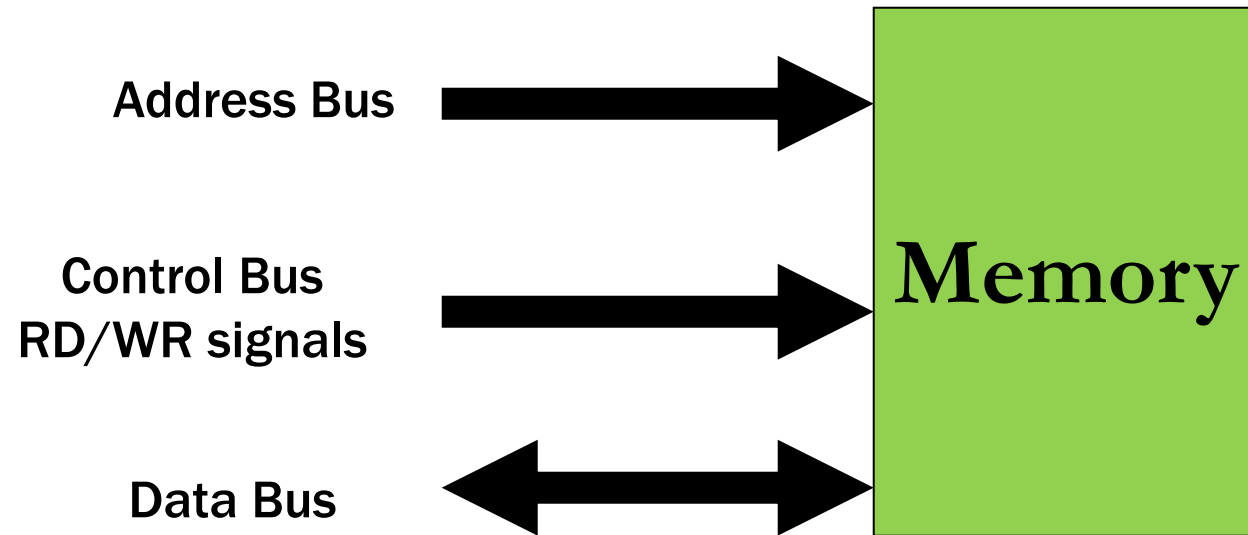 Address Bus
Control Bus
RD/WR signals
Memory
Data Bus